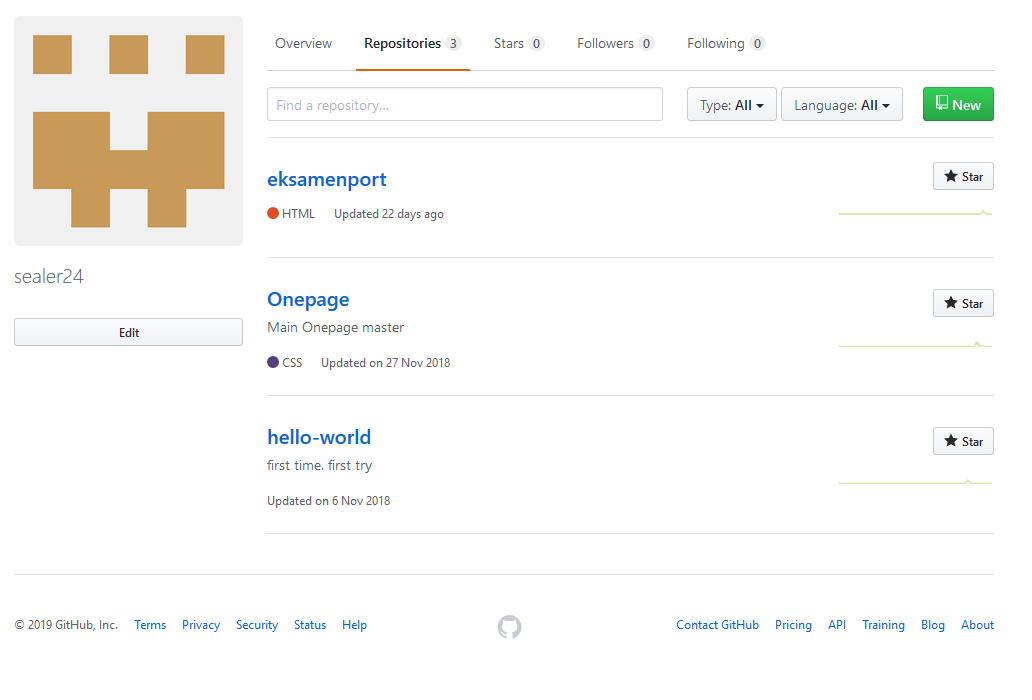 Overview Repositories 3 Stars 0 Followers 0 Following 0
Find a repository... Type: All Language: All New
eksamenport Star
HTML Updated 22 days ago
sealer24
Edit
Onepage Star
Main Onepage master
CSS Updated on 27 Nov 2018
hello-world Star
first time. first try
Updated on 6 Nov 2018
© 2019 GitHub, Inc. Terms Privacy Security Status Help Contact GitHub Pricing API Training Blog About